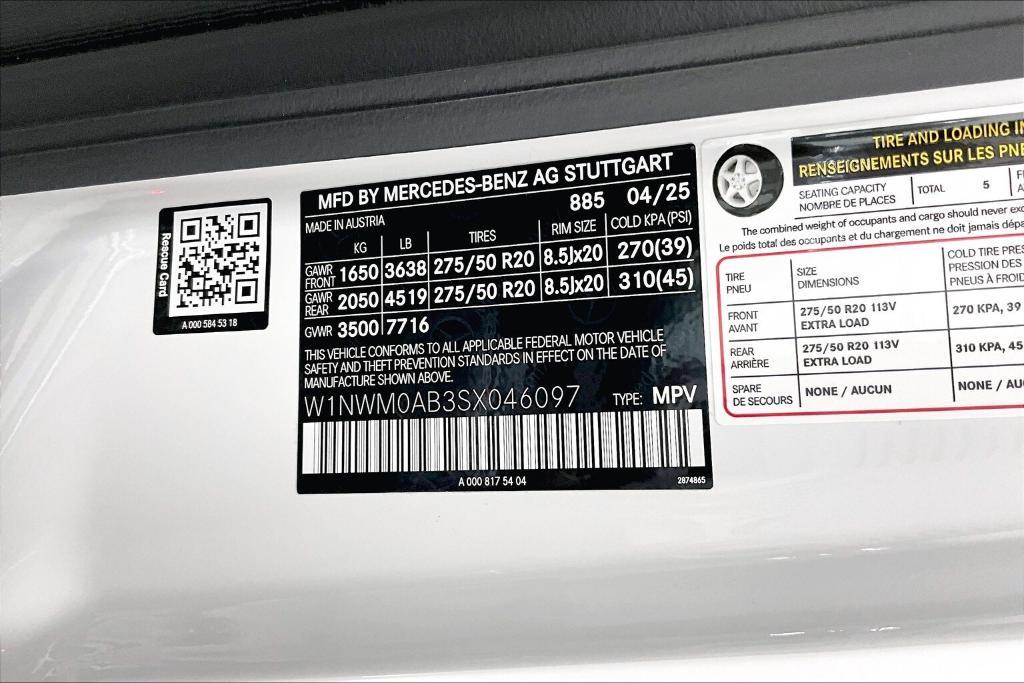 Rescue Card
A 000 584 53 18
MFD BY MERCEDES-BENZ AG STUTTGART
885 04/25
MADE IN AUSTRIA
KG LB TIRES RIM SIZE COLD KPA(PSI)
GAWR FRONT 1650 3638 275/50 R20 8.5Jx20 270(39)
GAWR REAR 2050 4519 275/50 R20 8.5Jx20 310(45)
GVWR 3500 7716
THIS VEHICLE CONFORMS TO ALL APPLICABLE FEDERAL MOTOR VEHICLE
SAFETY AND THEFT PREVENTION STANDARDS IN EFFECT ON THE DATE OF
MANUFACTURE SHOWN ABOVE.
W1NWM0AB3SX046097 TYPE: MPV
A 000 817 54 04 2874865
TIRE AND LOADING
RENSEIGNEMENTS SUR LES
SEATING CAPACITY
NOMBRE DE PLACES
TOTAL 5
The combined weight of occupants and cargo should never
Le poids total des occupants et du chargement ne doit jamais
TIRE
PNEU
SIZE
DIMENSIONS
COLD TIRE
PRESSION DES
PNEUS À
FRONT
AVANT
275/50 R20 113V
EXTRA LOAD
270 KPA, 39
REAR
ARRIÈRE
275/50 R20 113V
EXTRA LOAD
310 KPA, 45
SPARE
DE SECOURS
NONE / AUCUN
NONE /